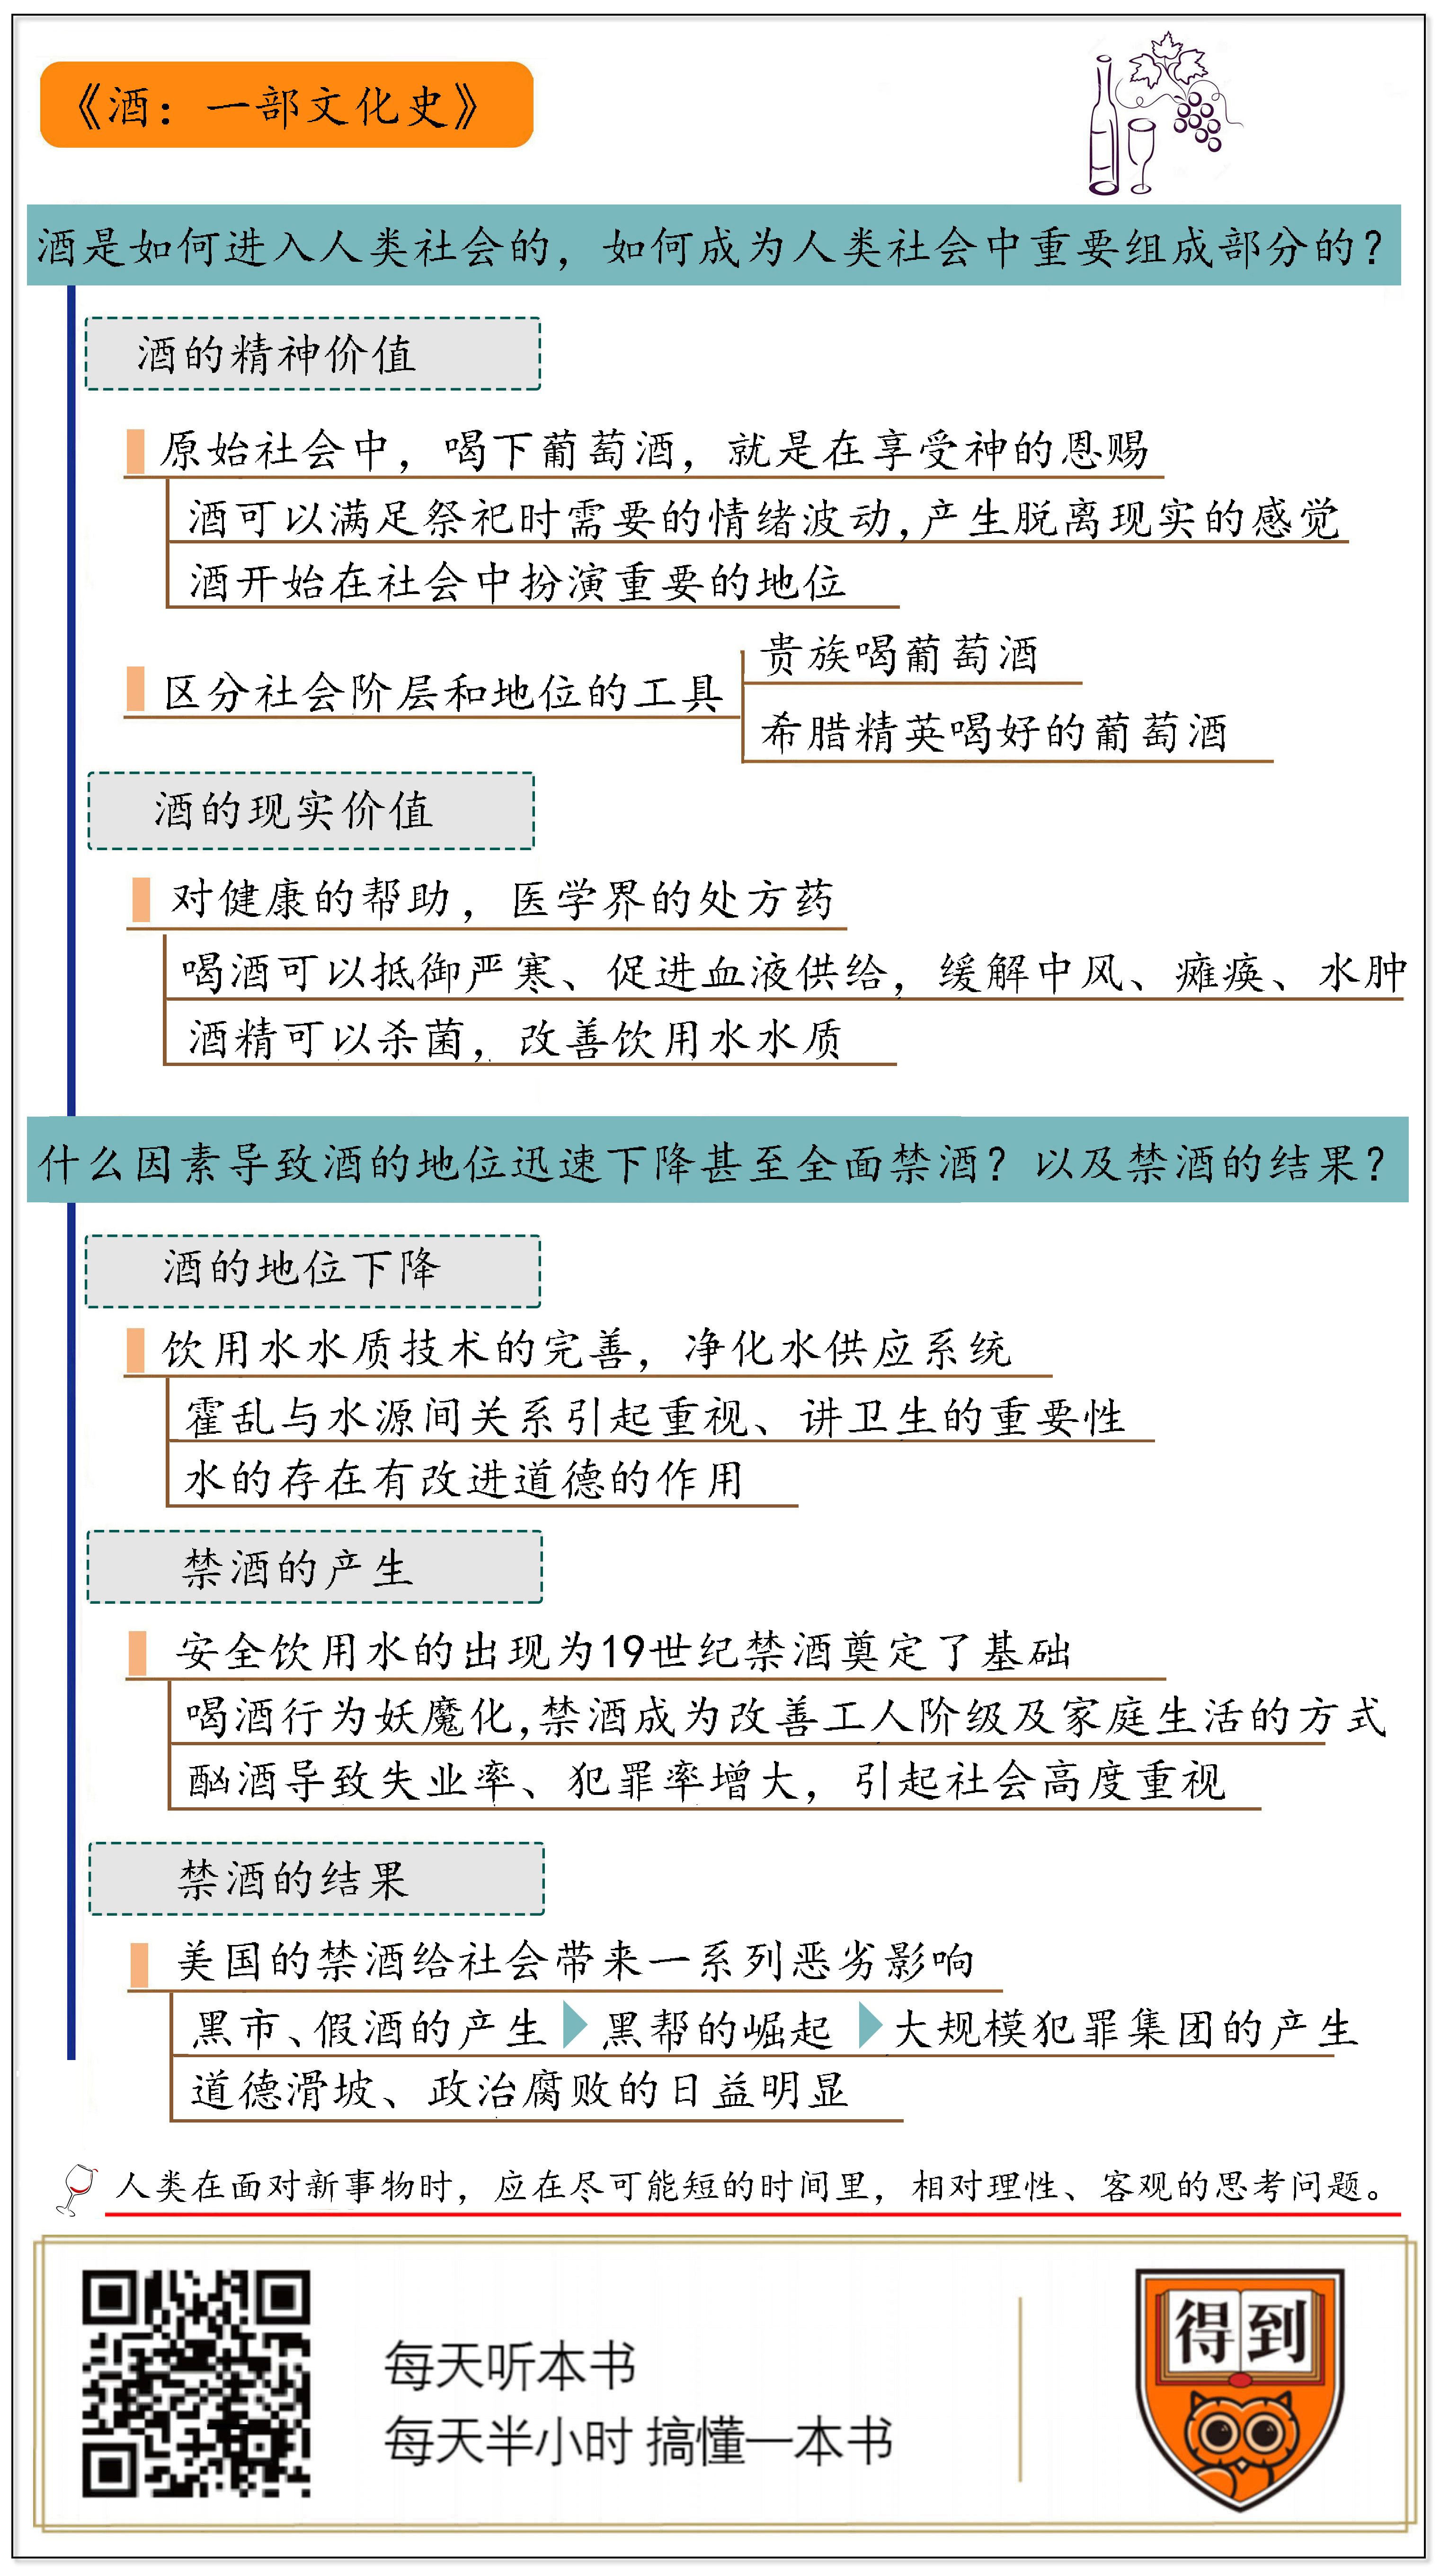 《酒：一部文化史》
酒是如何进入人类社会的，如何成为人类社会中重要组成部分的？
酒的精神价值
原始社会中，喝下葡萄酒，就是在享受神的恩赐
酒可以满足祭祀时需要的情绪波动,产生脱离现实的感觉
酒开始在社会中扮演重要的地位
区分社会阶层和地位的工具
贵族喝葡萄酒
希腊精英喝好的葡萄酒
酒的现实价值
对健康的帮助，医学界的处方药
喝酒可以抵御严寒、促进血液供给，缓解中风、瘫痪、水肿
酒精可以杀菌，改善饮用水水质
什么因素导致酒的地位迅速下降甚至全面禁酒？以及禁酒的结果？
酒的地位下降
饮用水水质技术的完善，净化水供应系统
霍乱与水源间关系引起重视、讲卫生的重要性
水的存在有改进道德的作用
禁酒的产生
安全饮用水的出现为19世纪禁酒奠定了基础
喝酒行为妖魔化,禁酒成为改善工人阶级及家庭生活的方式
酗酒导致失业率、犯罪率增大，引起社会高度重视
禁酒的结果
美国的禁酒给社会带来一系列恶劣影响
黑市、假酒的产生 黑帮的崛起 大规模犯罪集团的产生
道德滑坡、政治腐败的日益明显
人类在面对新事物时，应在尽可能短的时间里，相对理性、客观的思考问题。
每天听本书
每天半小时 搞懂一本书
得到